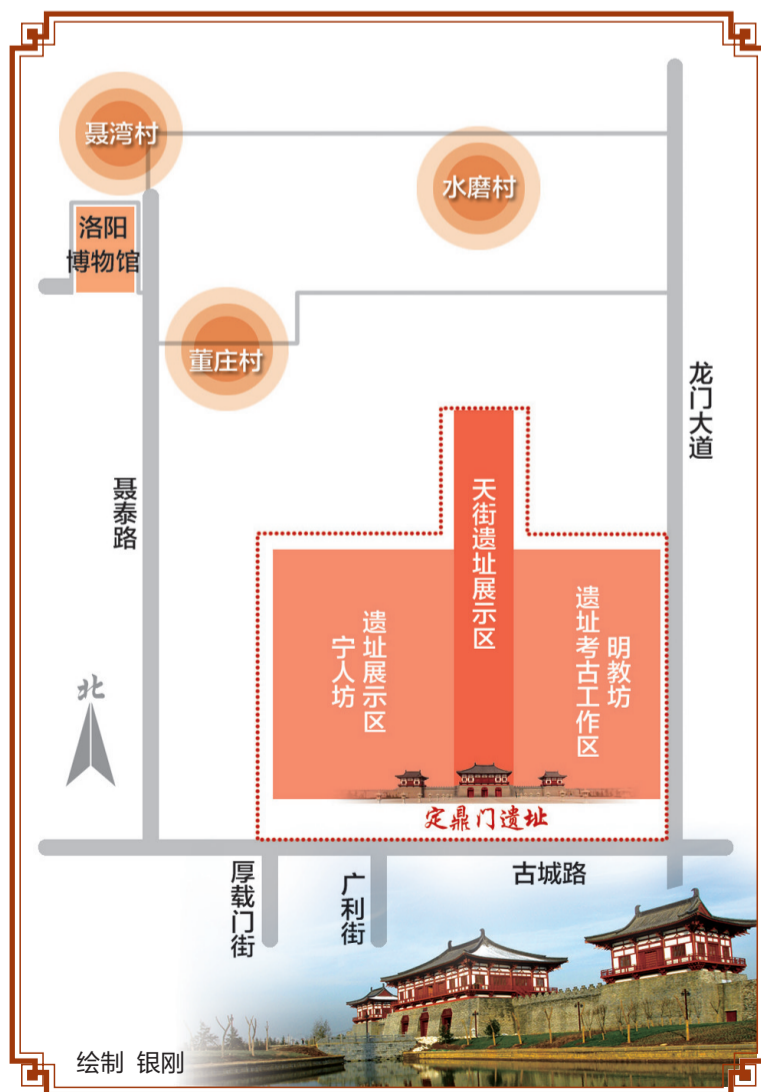 聂湾村
水磨村
洛阳
博物馆
董庄村
龙门大道
聂泰路
天街遗址展示区
宁人坊
遗址展示区
明教坊
遗址考古工作区
北
定鼎门遗址
古城路
厚载门街
广利街
绘制 银刚